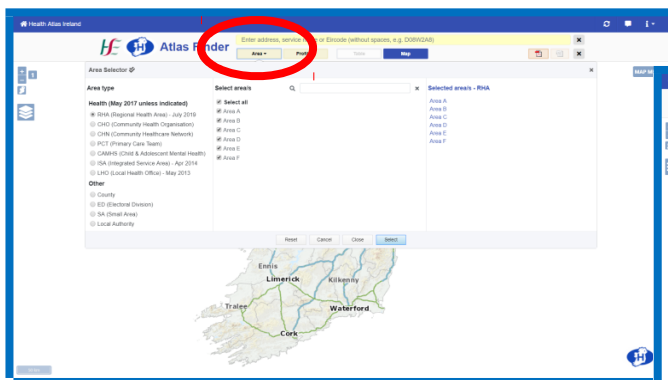 Health Atlas Ireland
Atlas Finder
Enter address, service name or Eircode (without spaces, e.g. D08W2A8)
Area
Profile
Table
Map
Area Selector
MAP
1
Area type
Health (May 2017 unless indicated)
RHA (Regional Health Area) - July 2019
CHO (Community Health Organisation)
CHN (Community Healthcare Network)
PCT (Primary Care Team)
CAMHS (Child & Adolescent Mental Health)
ISA (Integrated Service Area) - Apr 2014
LHO (Local Health Office) - May 2013
Other
County
ED (Electoral Division)
SA (Small Area)
Local Authority
Select area/s
Select all
Area A
Area B
Area C
Area D
Area E
Area F
Selected area/s - RHA
Area A
Area B
Area C
Area D
Area E
Area F
Reset
Cancel
Close
Select
Ennis
Limerick
Kilkenny
Tralee
Waterford
Cork